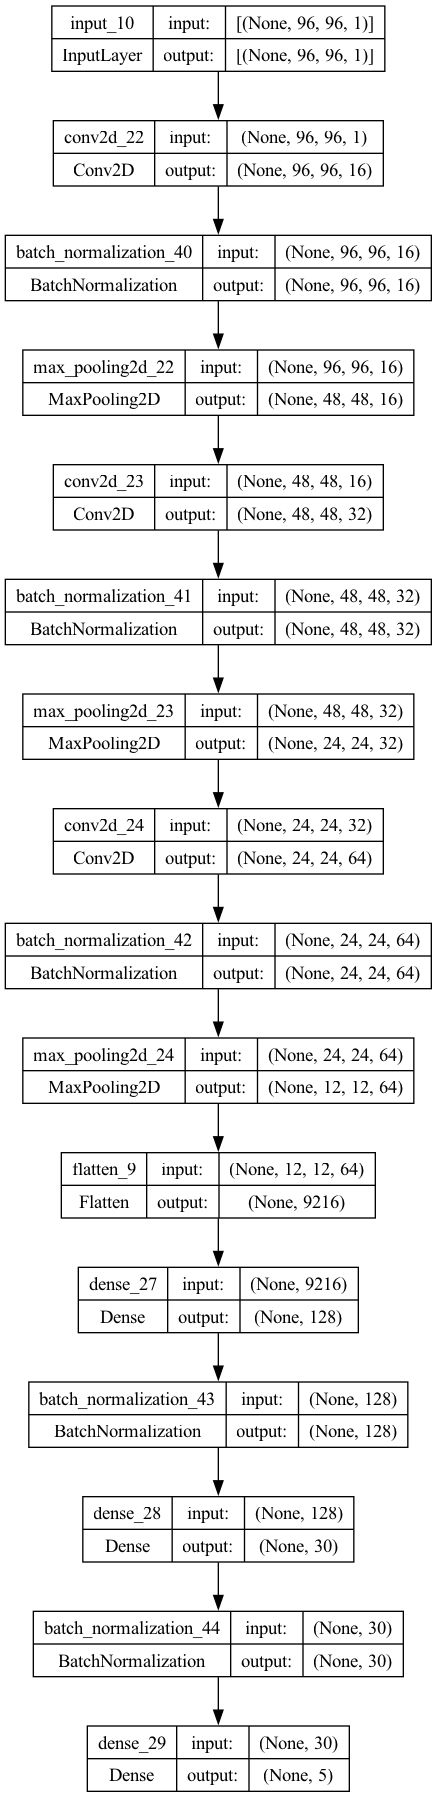 input_10 input: [(None, 96, 96, 1)]
InputLayer output: [(None, 96, 96, 1)]
conv2d_22 input: (None, 96, 96, 1)
Conv2D output: (None, 96, 96, 16)
batch_normalization_40 input: (None, 96, 96, 16)
BatchNormalization output: (None, 96, 96, 16)
max_pooling2d_22 input: (None, 96, 96, 16)
MaxPooling2D output: (None, 48, 48, 16)
conv2d_23 input: (None, 48, 48, 16)
Conv2D output: (None, 48, 48, 32)
batch_normalization_41 input: (None, 48, 48, 32)
BatchNormalization output: (None, 48, 48, 32)
max_pooling2d_23 input: (None, 48, 48, 32)
MaxPooling2D output: (None, 24, 24, 32)
conv2d_24 input: (None, 24, 24, 32)
Conv2D output: (None, 24, 24, 64)
batch_normalization_42 input: (None, 24, 24, 64)
BatchNormalization output: (None, 24, 24, 64)
max_pooling2d_24 input: (None, 24, 24, 64)
MaxPooling2D output: (None, 12, 12, 64)
flatten_9 input: (None, 12, 12, 64)
Flatten output: (None, 9216)
dense_27 input: (None, 9216)
Dense output: (None, 128)
batch_normalization_43 input: (None, 128)
BatchNormalization output: (None, 128)
dense_28 input: (None, 128)
Dense output: (None, 30)
batch_normalization_44 input: (None, 30)
BatchNormalization output: (None, 30)
dense_29 input: (None, 30)
Dense output: (None, 5)